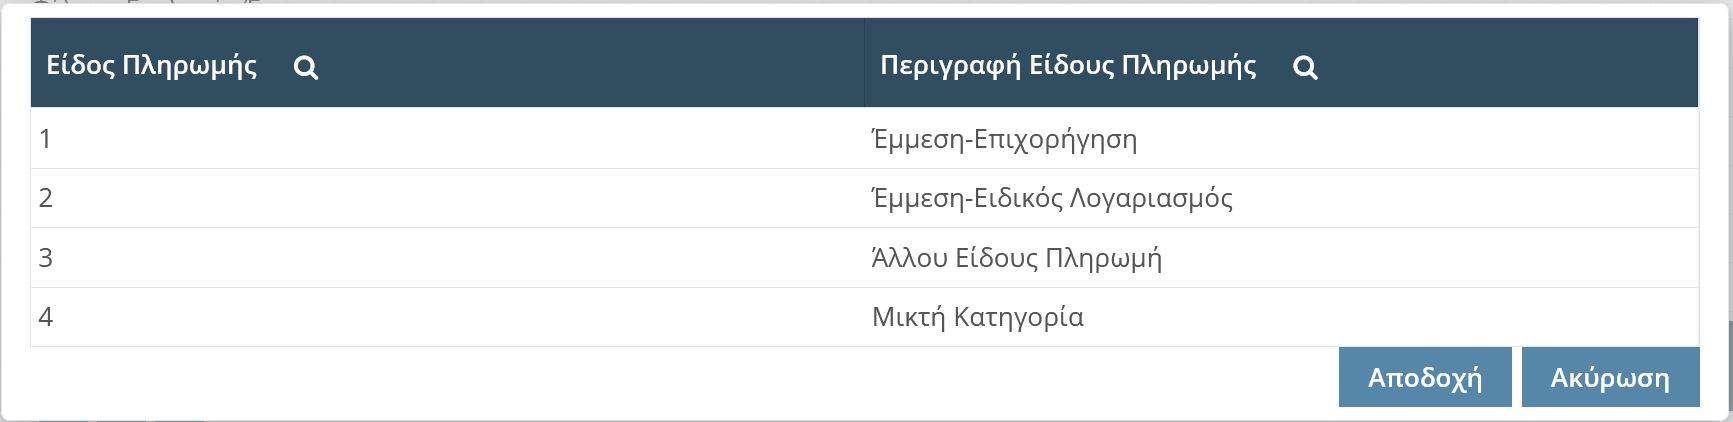 Είδος Πληρωμής Περιγραφή Είδους Πληρωμής
1 Έμμεση-Επιχορήγηση
2 Έμμεση-Ειδικός Λογαριασμός
3 Άλλου Είδους Πληρωμή
4 Μικτή Κατηγορία
Αποδοχή Ακύρωση